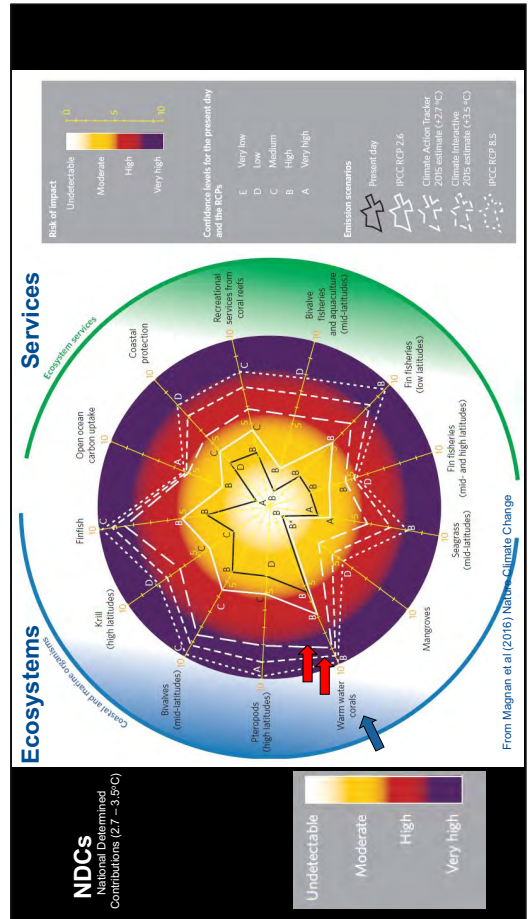 NDCs
National Determined
Contributions (2.7 – 3.5°C)
Undetectable
Moderate
High
Very high
Ecosystems
Services
Coastal and marine organisms
Ecosystem services
Finfish
Open ocean
carbon uptake
Coastal
protection
Recreational
services from
coral reefs
Bivalve
fisheries
and aquaculture
(mid-latitudes)
Fin fisheries
(low latitudes)
Fin fisheries
(mid- and high latitudes)
Seagrass
(mid-latitudes)
Mangroves
Warm water
corals
Pteropods
(high latitudes)
Bivalves
(mid-latitudes)
Krill
(high latitudes)
From Magnan et al (2016) Nature Climate Change
Risk of impact
0
5
10
Undetectable
Moderate
High
Very high
Confidence levels for the present day
and the RCPs
E Very low
D Low
C Medium
B High
A Very high
Emission scenarios
Present day
IPCC RCP 2.6
Climate Action Tracker
2015 estimate (+2.7 °C)
Climate Interactive
2015 estimate (+3.5 °C)
IPCC RCP 8.5